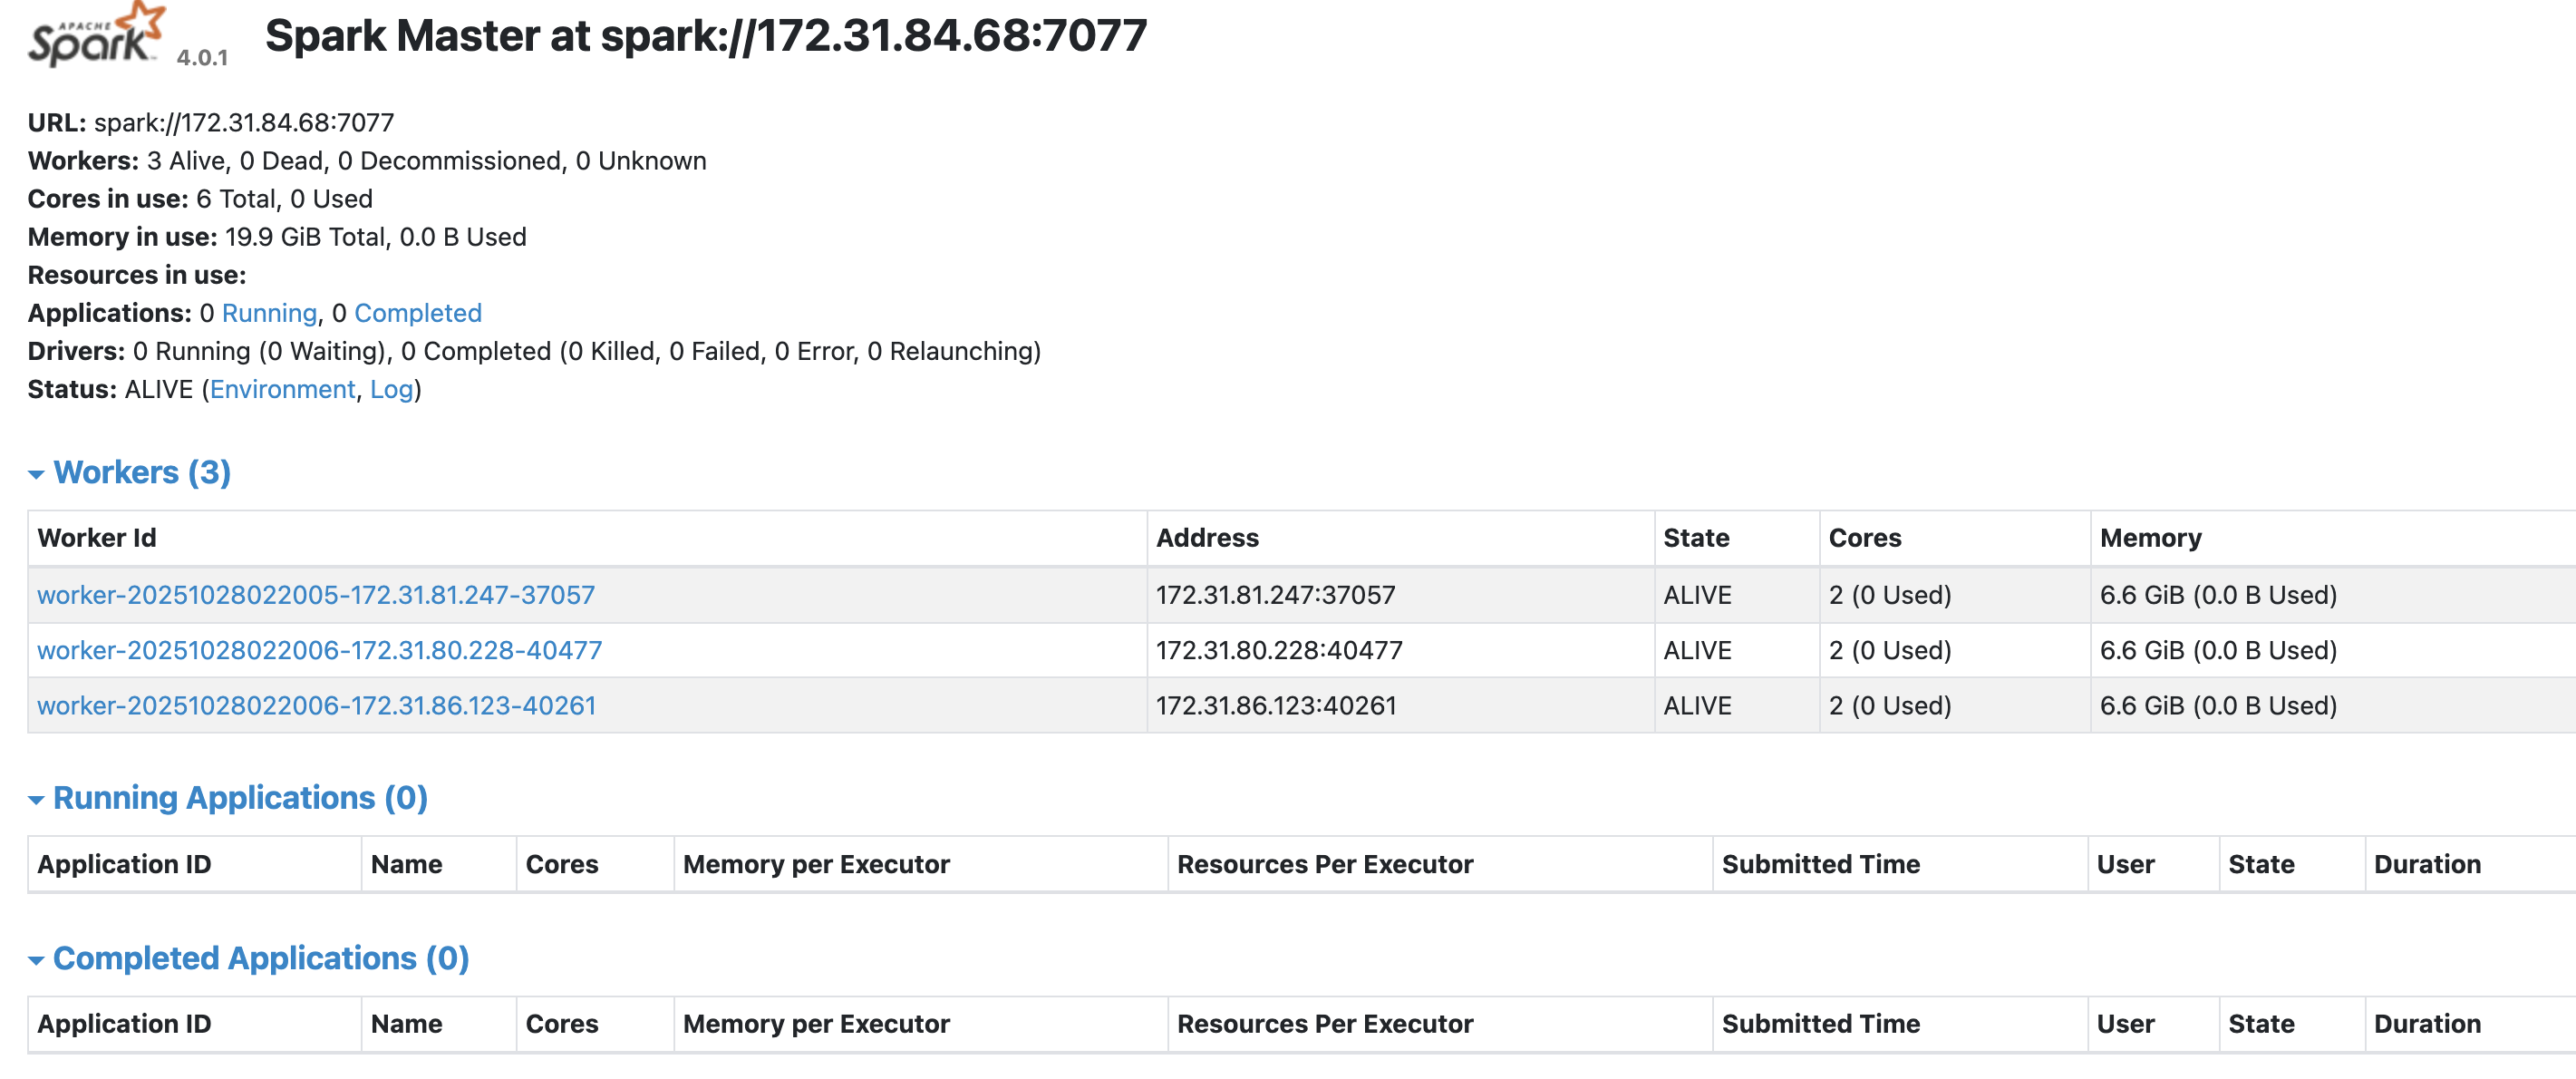 APACHE
Spark 4.0.1 Spark Master at spark://172.31.84.68:7077
URL: spark://172.31.84.68:7077
Workers: 3 Alive, 0 Dead, 0 Decommissioned, 0 Unknown
Cores in use: 6 Total, 0 Used
Memory in use: 19.9 GiB Total, 0.0 B Used
Resources in use:
Applications: 0 Running, 0 Completed
Drivers: 0 Running (0 Waiting), 0 Completed (0 Killed, 0 Failed, 0 Error, 0 Relaunching)
Status: ALIVE (Environment, Log)
Workers (3)
Worker Id Address State Cores Memory
worker-20251028022005-172.31.81.247-37057 172.31.81.247:37057 ALIVE 2 (0 Used) 6.6 GiB (0.0 B Used)
worker-20251028022006-172.31.80.228-40477 172.31.80.228:40477 ALIVE 2 (0 Used) 6.6 GiB (0.0 B Used)
worker-20251028022006-172.31.86.123-40261 172.31.86.123:40261 ALIVE 2 (0 Used) 6.6 GiB (0.0 B Used)
Running Applications (0)
Application ID Name Cores Memory per Executor Resources Per Executor Submitted Time User State Duration
Completed Applications (0)
Application ID Name Cores Memory per Executor Resources Per Executor Submitted Time User State Duration